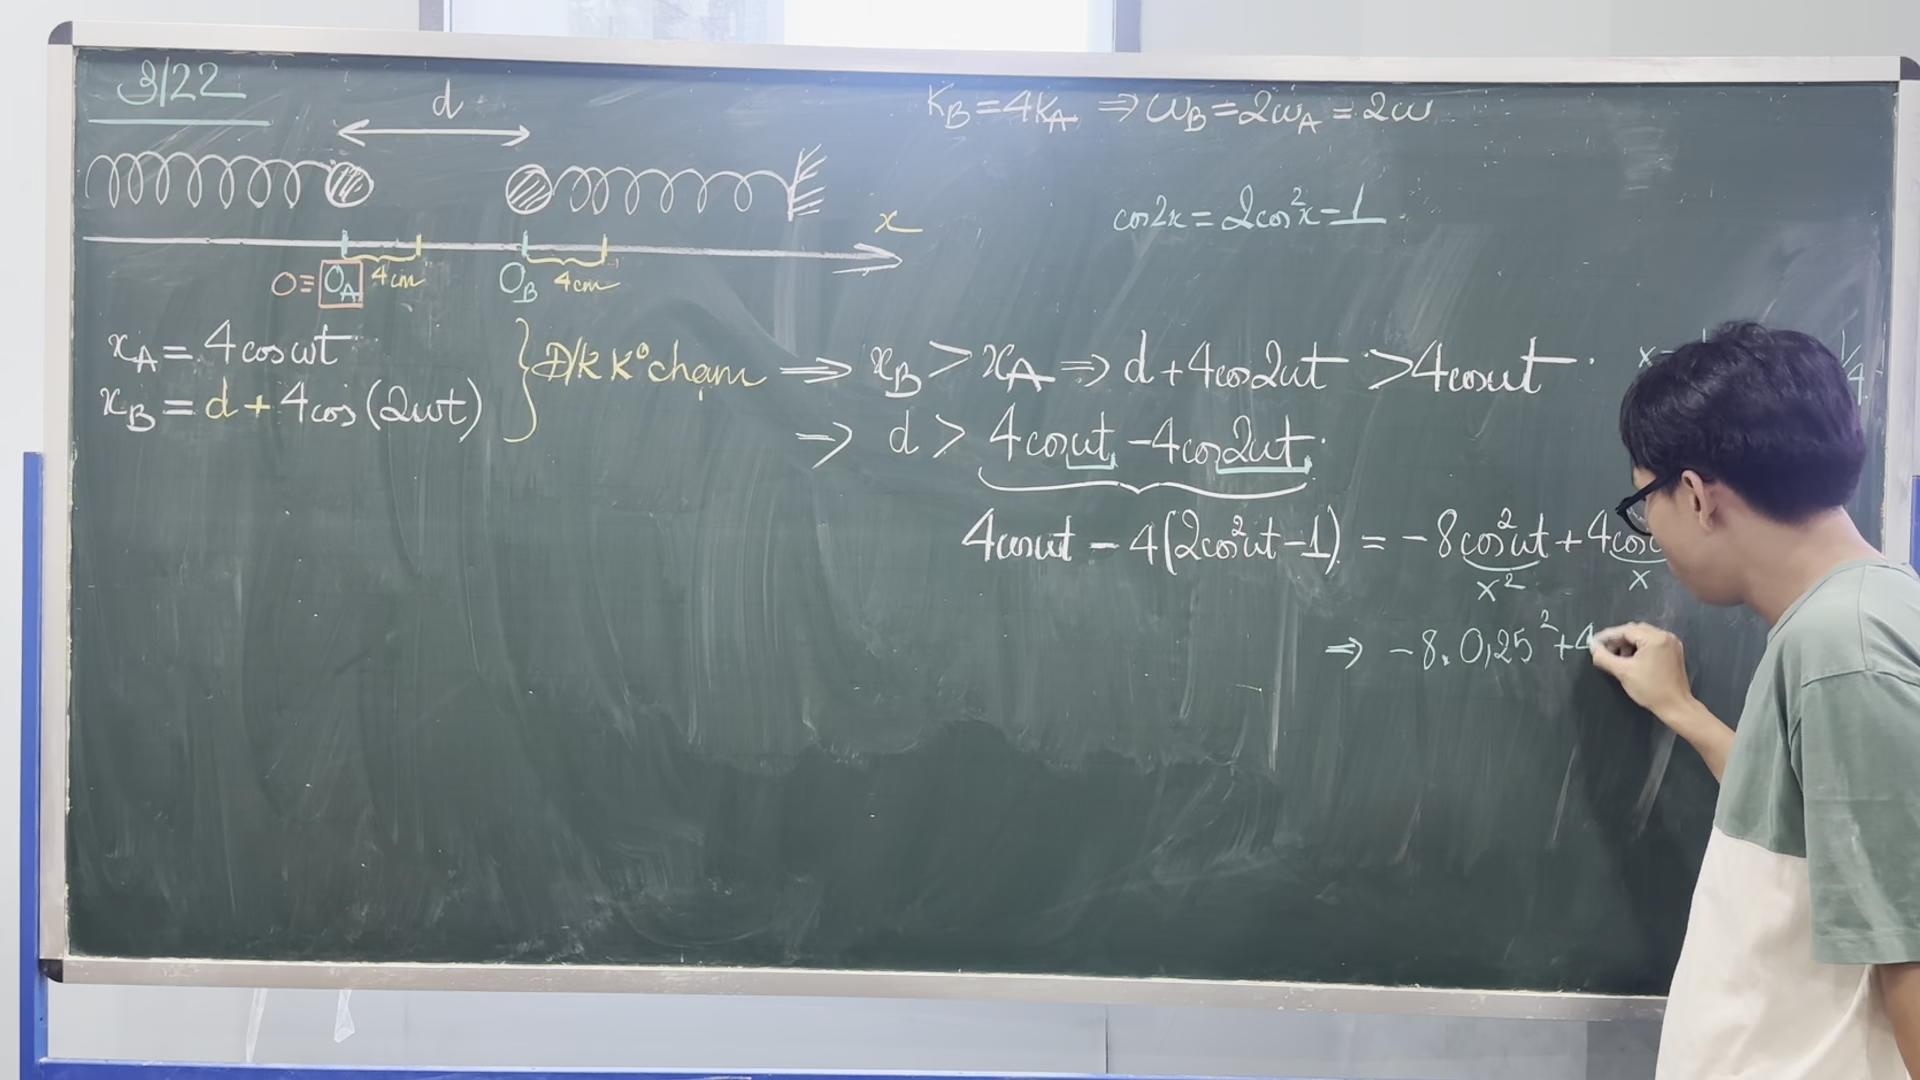 3/22
d
K_B = 4K_A ⇒ ω_B = 2ω_A = 2ω
cos2x = 2cos²x - 1
x
O ≡ O_A 4cm O_B 4cm
x_A = 4cosωt
x_B = d + 4cos(2ωt)
} Đ/k k° chạm ⇒ x_B > x_A ⇒ d + 4cos2ωt > 4cosωt
⇒ d > 4cosωt - 4cos2ωt
4cosωt - 4(2cos²ωt - 1) = -8cos²ωt + 4cos
x² x
⇒ -8.0,25² + 4